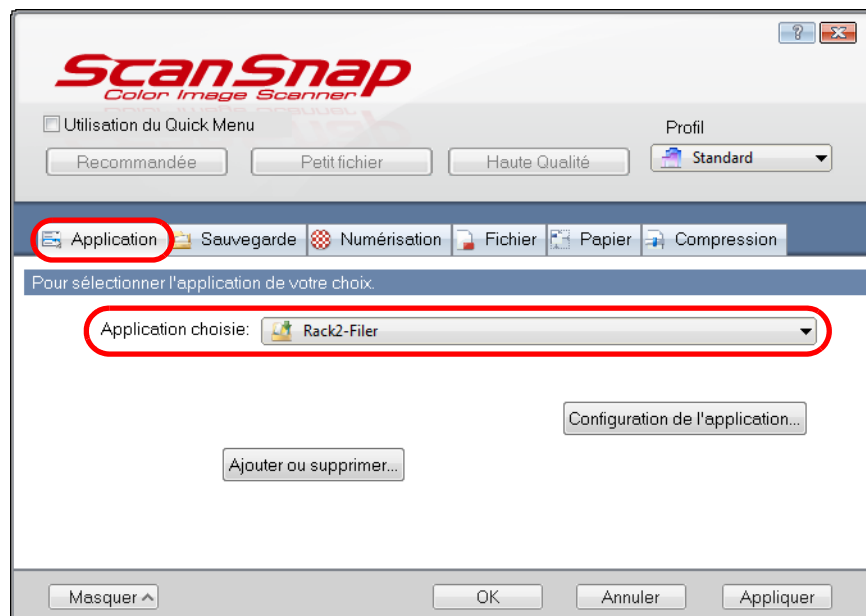 ScanSnap
Color Image Scanner
Utilisation du Quick Menu
Profil
Recommandée Petit fichier Haute Qualité Standard
Application Sauvegarde Numérisation Fichier Papier Compression
Pour sélectionner l'application de votre choix.
Application choisie: Rack2-Filer
Configuration de l'application...
Ajouter ou supprimer...
Masquer OK Annuler Appliquer